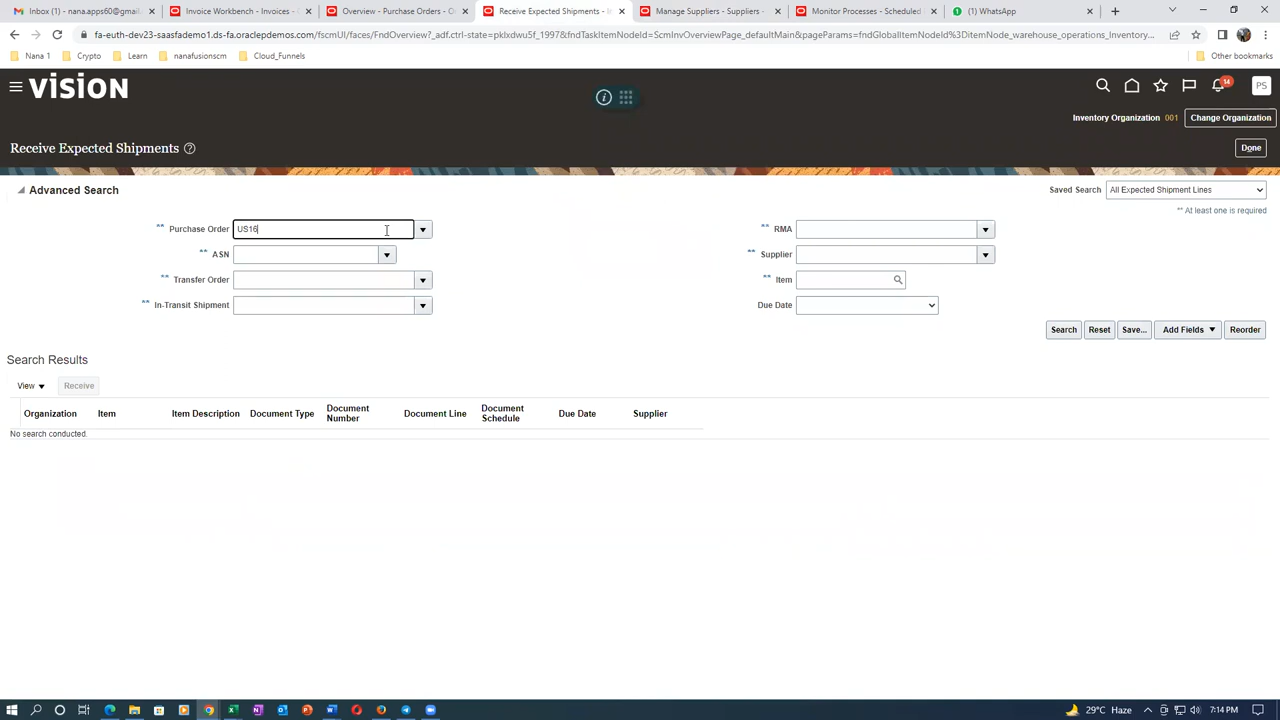 Inbox (1) - nana.apps60@gmail
Invoice Workbench - Invoices -
Overview - Purchase Orders - O
Receive Expected Shipments - In
Manage Suppliers - Suppliers -
Monitor Processes - Scheduled
(1) WhatsApp
fa-euth-dev23-saasfademo1.ds-fa.oraclepdemos.com/fscmUI/faces/FndOverview?_adf.ctrl-state=pklxdwu5f_1997&fndTaskItemNodeId=ScmInvOverviewPage_defaultMain&pageParams=fndGlobalItemNodeId%3DitemNode_warehouse_operations_Inventory...
Nana 1
Crypto
Learn
nanafusionscm
Cloud_Funnels
Other bookmarks
VISION
14
PS
Inventory Organization 001
Change Organization
Receive Expected Shipments
Done
Advanced Search
Saved Search
All Expected Shipment Lines
** At least one is required
** Purchase Order US16
** RMA
** ASN
** Supplier
** Transfer Order
** Item
** In-Transit Shipment
Due Date
Search
Reset
Save...
Add Fields
Reorder
Search Results
View
Receive
Organization
Item
Item Description
Document Type
Document Number
Document Line
Document Schedule
Due Date
Supplier
No search conducted.
29°C Haze
7:14 PM